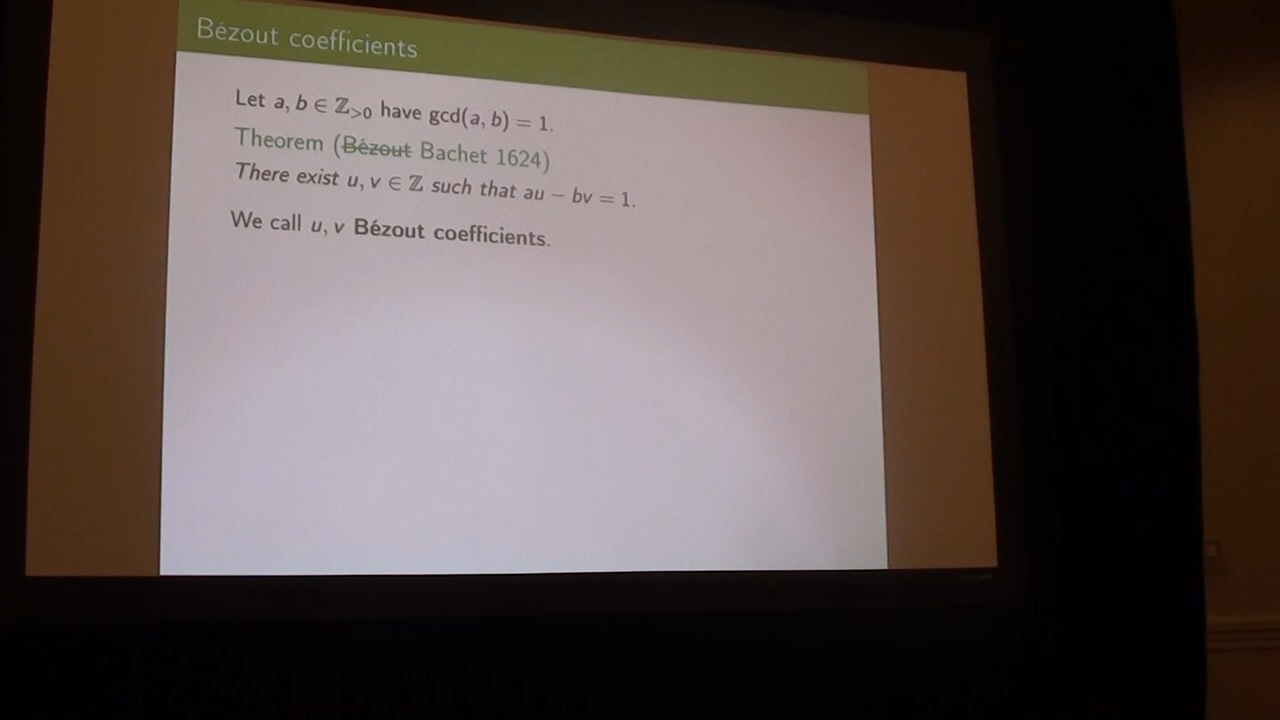 Bézout coefficients
Let a, b ∈ ℤ>0 have gcd(a, b) = 1.
Theorem (Bézout Bachet 1624)
There exist u, v ∈ ℤ such that au − bv = 1.
We call u, v Bézout coefficients.